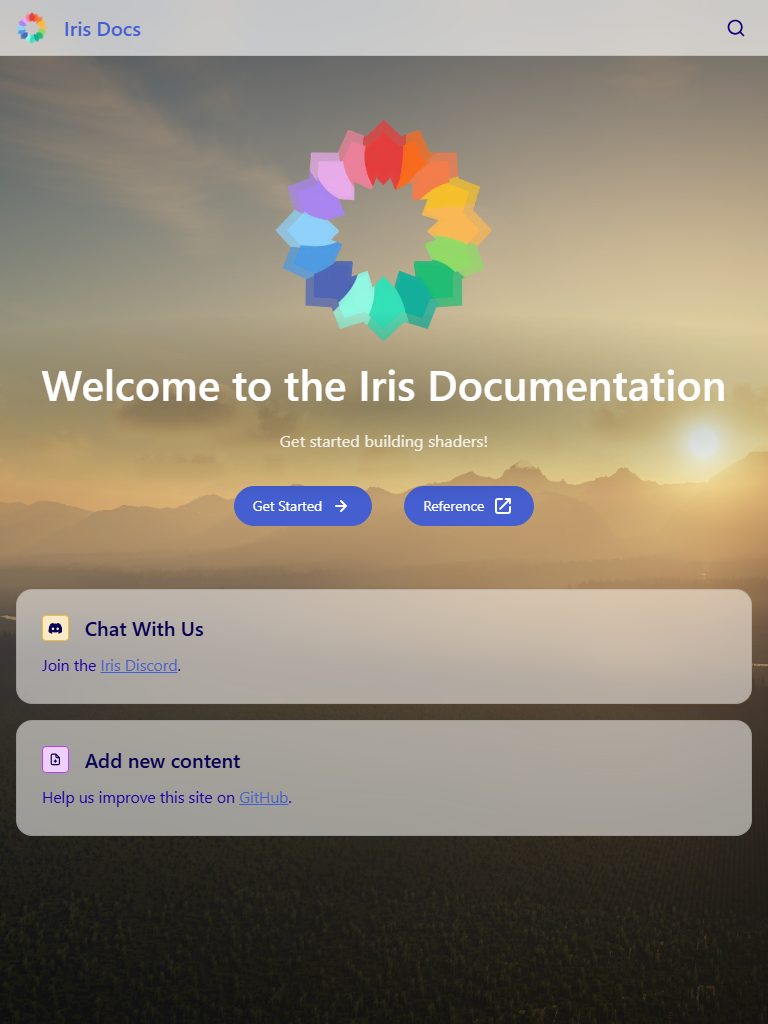 Iris Docs
Welcome to the Iris Documentation
Get started building shaders!
Get Started
Reference
Chat With Us
Join the Iris Discord.
Add new content
Help us improve this site on GitHub.